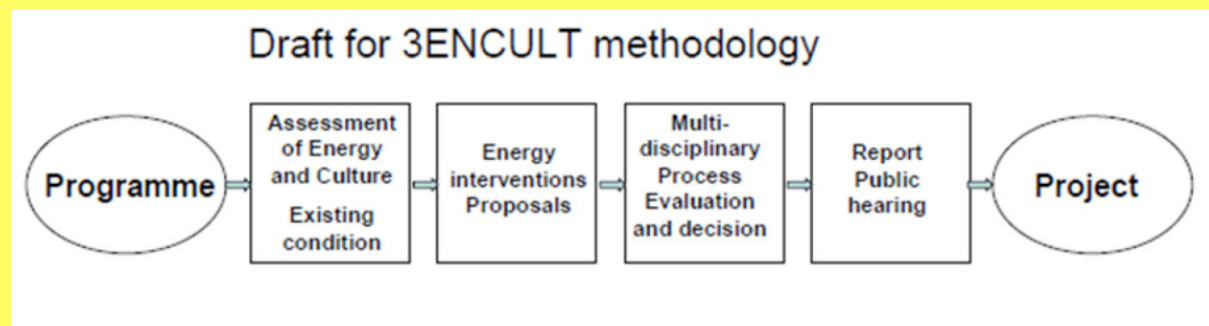 Draft for 3ENCULT methodology
Programme
Assessment
of Energy
and Culture
Existing
condition
Energy
interventions
Proposals
Multi-
disciplinary
Process
Evaluation
and decision
Report
Public
hearing
Project